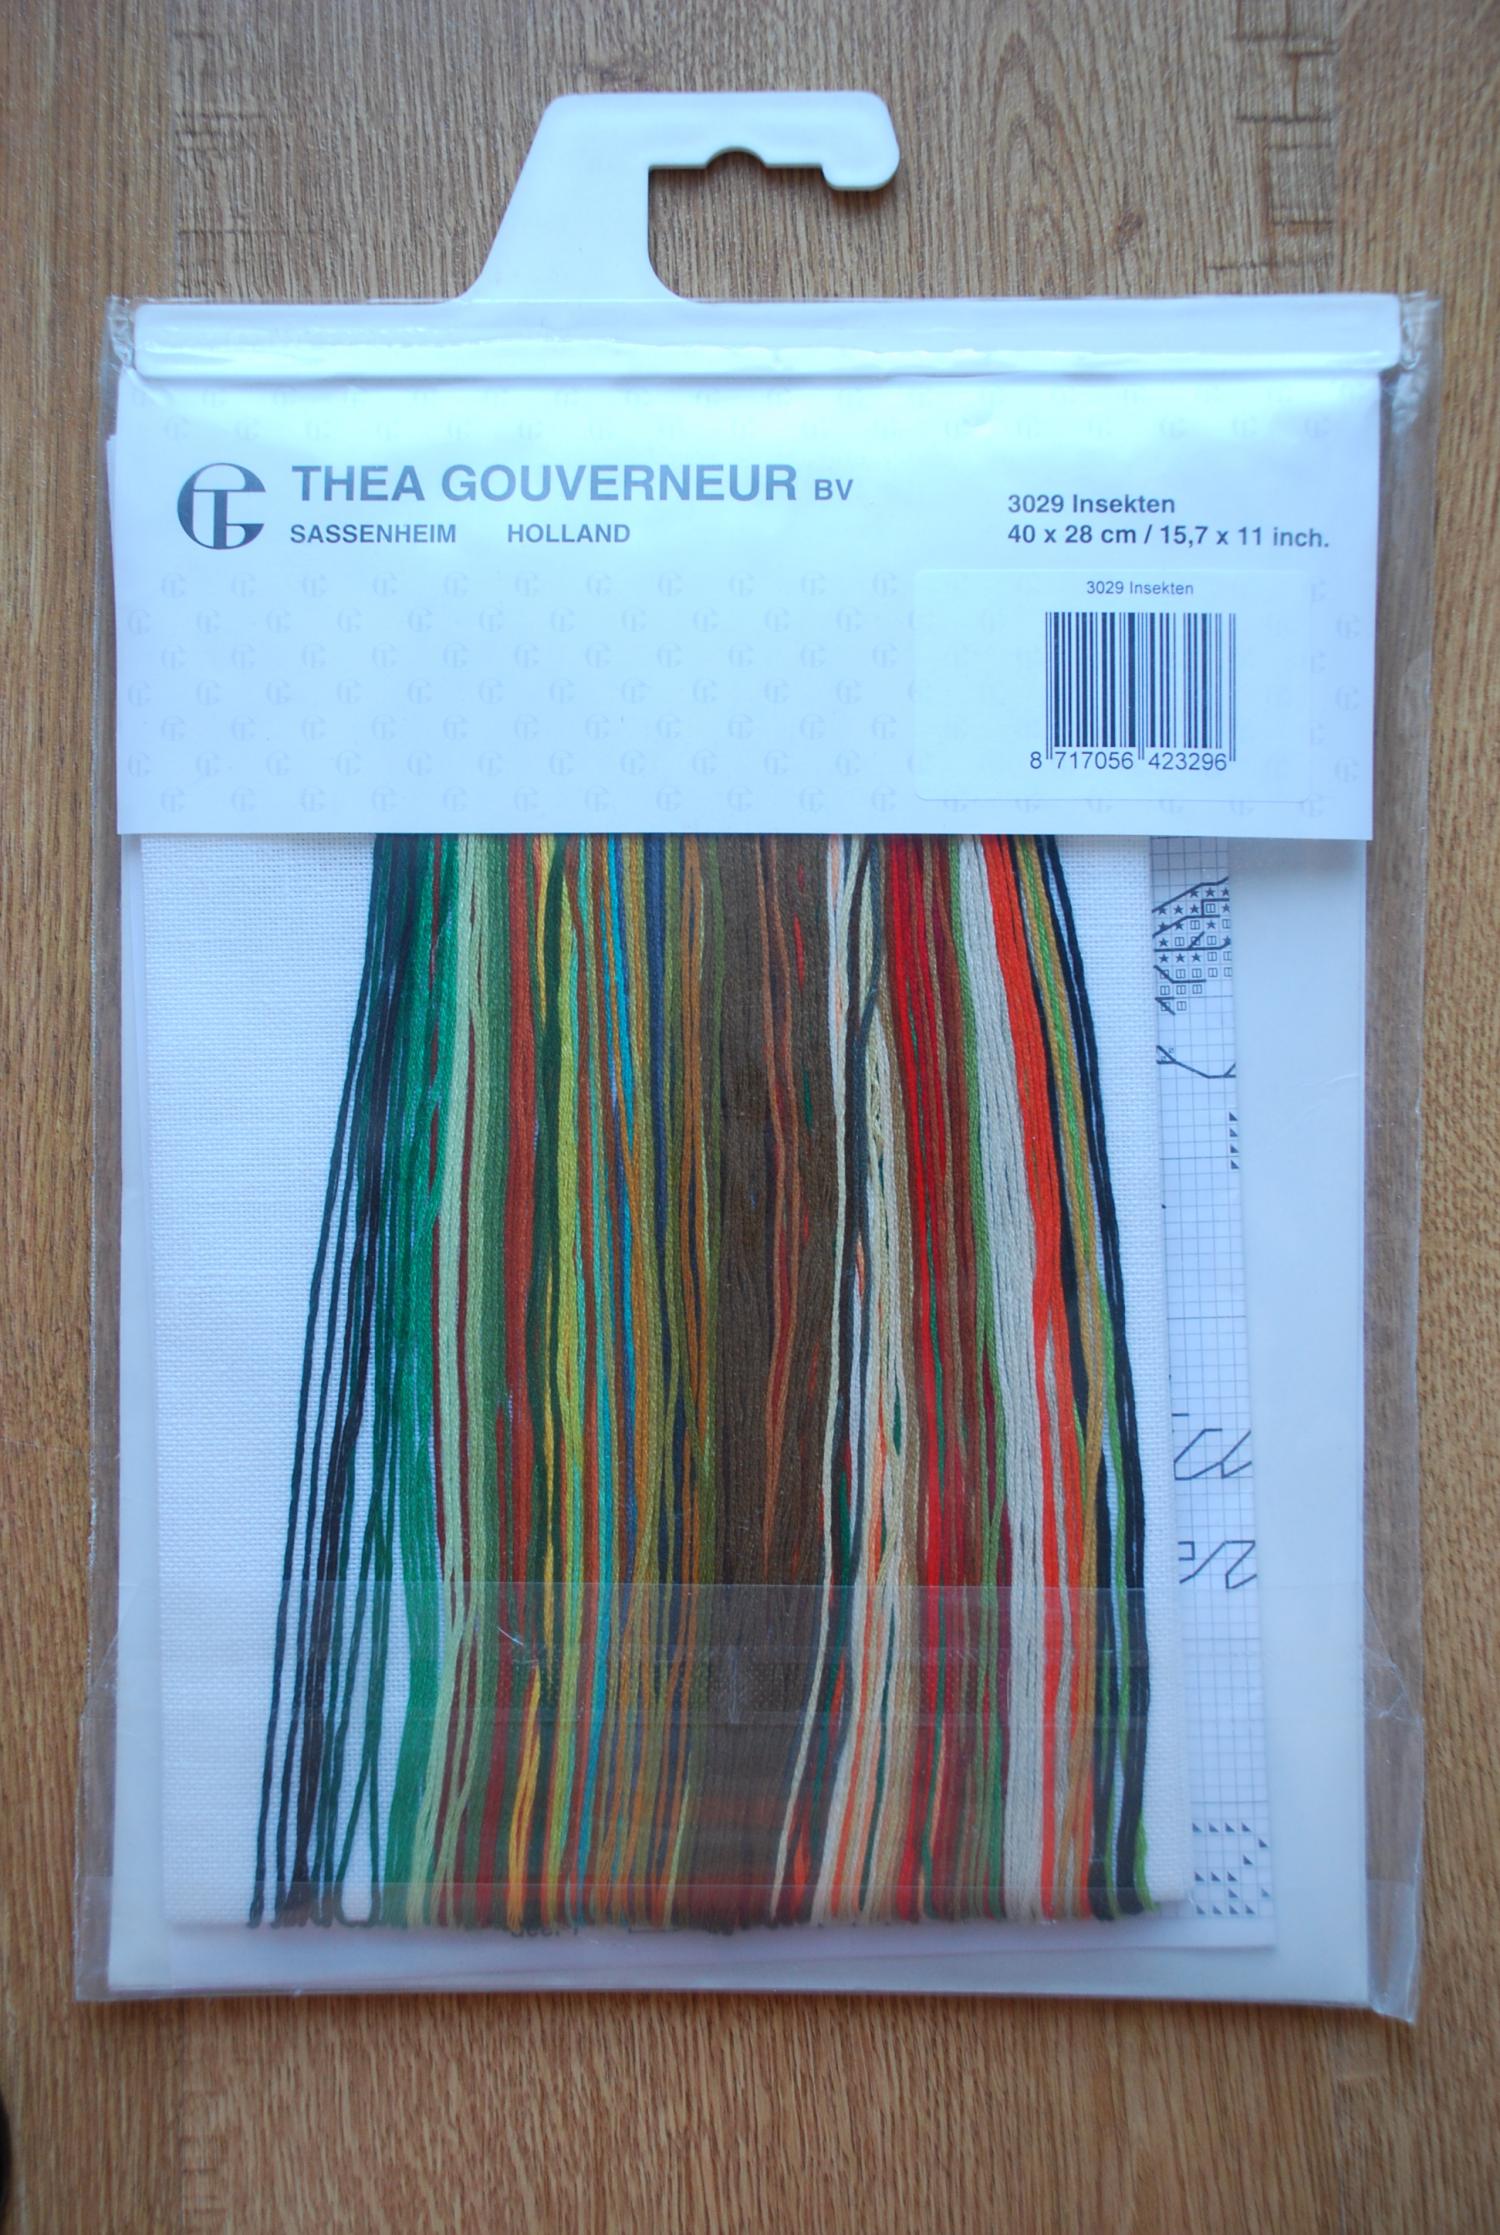 THEA GOUVERNEUR BV
SASSENHEIM HOLLAND
3029 Insekten
40 x 28 cm / 15,7 x 11 inch.
3029 Insekten
8 717056 423296